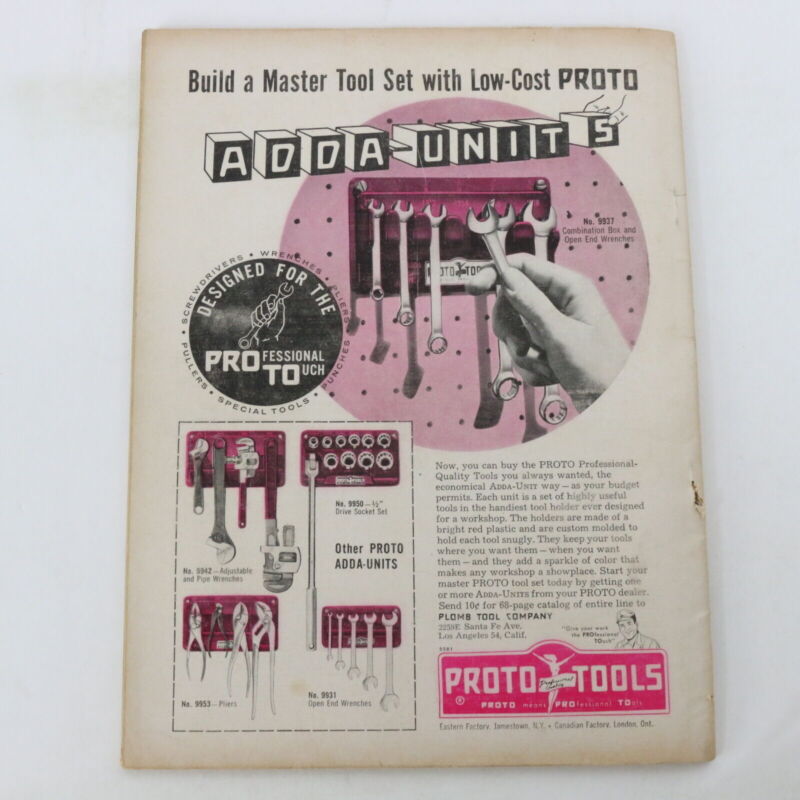 Build a Master Tool Set with Low-Cost PROTO
ADDA-UNITS
No. 9937
Combination Box and
Open End Wrenches
PROTO TOO
SCREWDRIVERS • WRENCHES • PLIERS • PUNCHES • SPECIAL TOOLS • PULLERS •
DESIGNED FOR THE
PROFESSIONAL
TOUCH
No. 9950 — ½"
Drive Socket Set
Other PROTO
ADDA-UNITS
No. 5942 — Adjustable
and Pipe Wrenches
No. 9953 — Pliers
No. 9931
Open End Wrenches
Now, you can buy the PROTO Professional-
Quality Tools you always wanted, the
economical ADDA-UNIT way — as your budget
permits. Each unit is a set of highly useful
tools in the handiest tool holder ever designed
for a workshop. The holders are made of a
bright red plastic and are custom molded to
hold each tool snugly. They keep your tools
where you want them — when you want
them — and they add a sparkle of color that
makes any workshop a showplace. Start your
master PROTO tool set today by getting one
or more ADDA-UNITS from your PROTO dealer.
Send 10¢ for 68-page catalog of entire line to
PLOMB TOOL COMPANY
2259E Santa Fe Ave.
Los Angeles 54, Calif.
"Give your work
the PROfessional
TOuch"
PROTO TOOLS
Professional
Quality
® PROTO means PROfessional TOols
Eastern Factory, Jamestown, N.Y. • Canadian Factory, London, Ont.